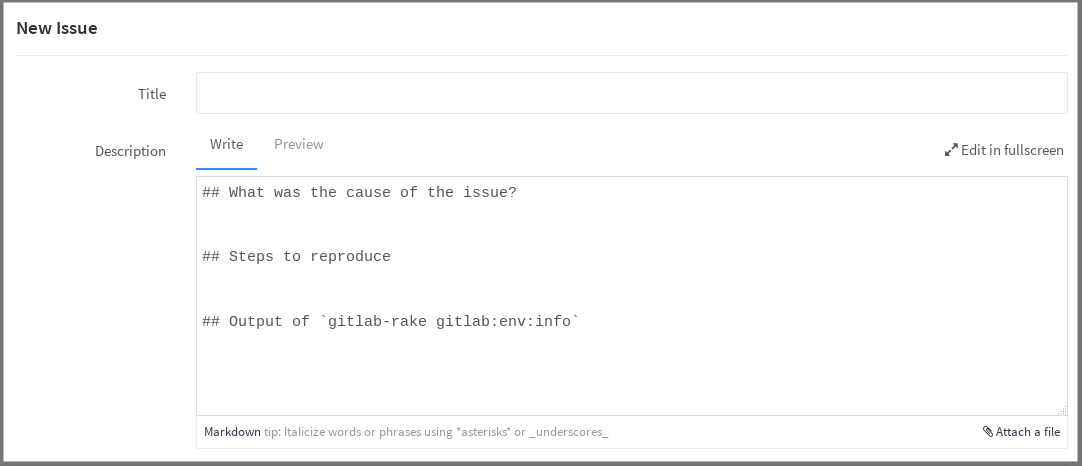 New Issue
Title
Description
Write
Preview
Edit in fullscreen
## What was the cause of the issue?
## Steps to reproduce
## Output of `gitlab-rake gitlab:env:info`
Markdown tip: Italicize words or phrases using *asterisks* or _underscores_
Attach a file